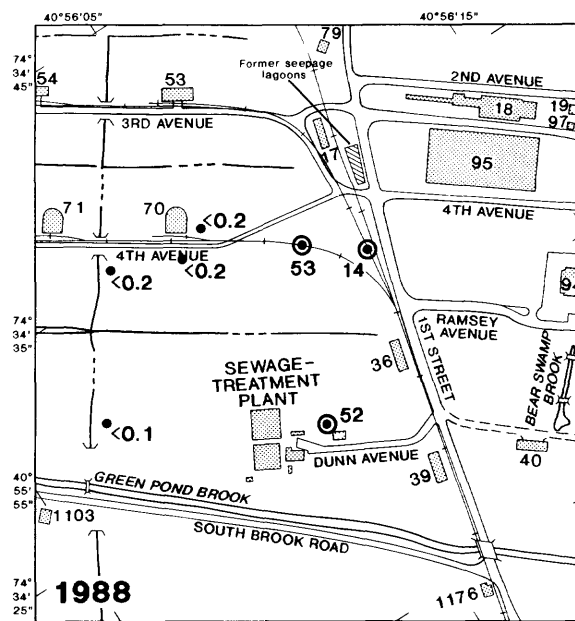 40°56'05"
40°56'15"
79
74°
34'
45"
Former seepage
lagoons
54
53
2ND AVENUE
18
19
97
3RD AVENUE
17
95
71
70
<0.2
4TH AVENUE
4TH AVENUE
<0.2
<0.2
53
14
94
74°
34'
35"
RAMSEY
AVENUE
1ST STREET
BEAR SWAMP
BROOK
36
SEWAGE-
TREATMENT
PLANT
52
<0.1
DUNN AVENUE
40
39
40°
55'
55"
GREEN POND BROOK
1103
SOUTH BROOK ROAD
74°
34'
25"
1988
1176